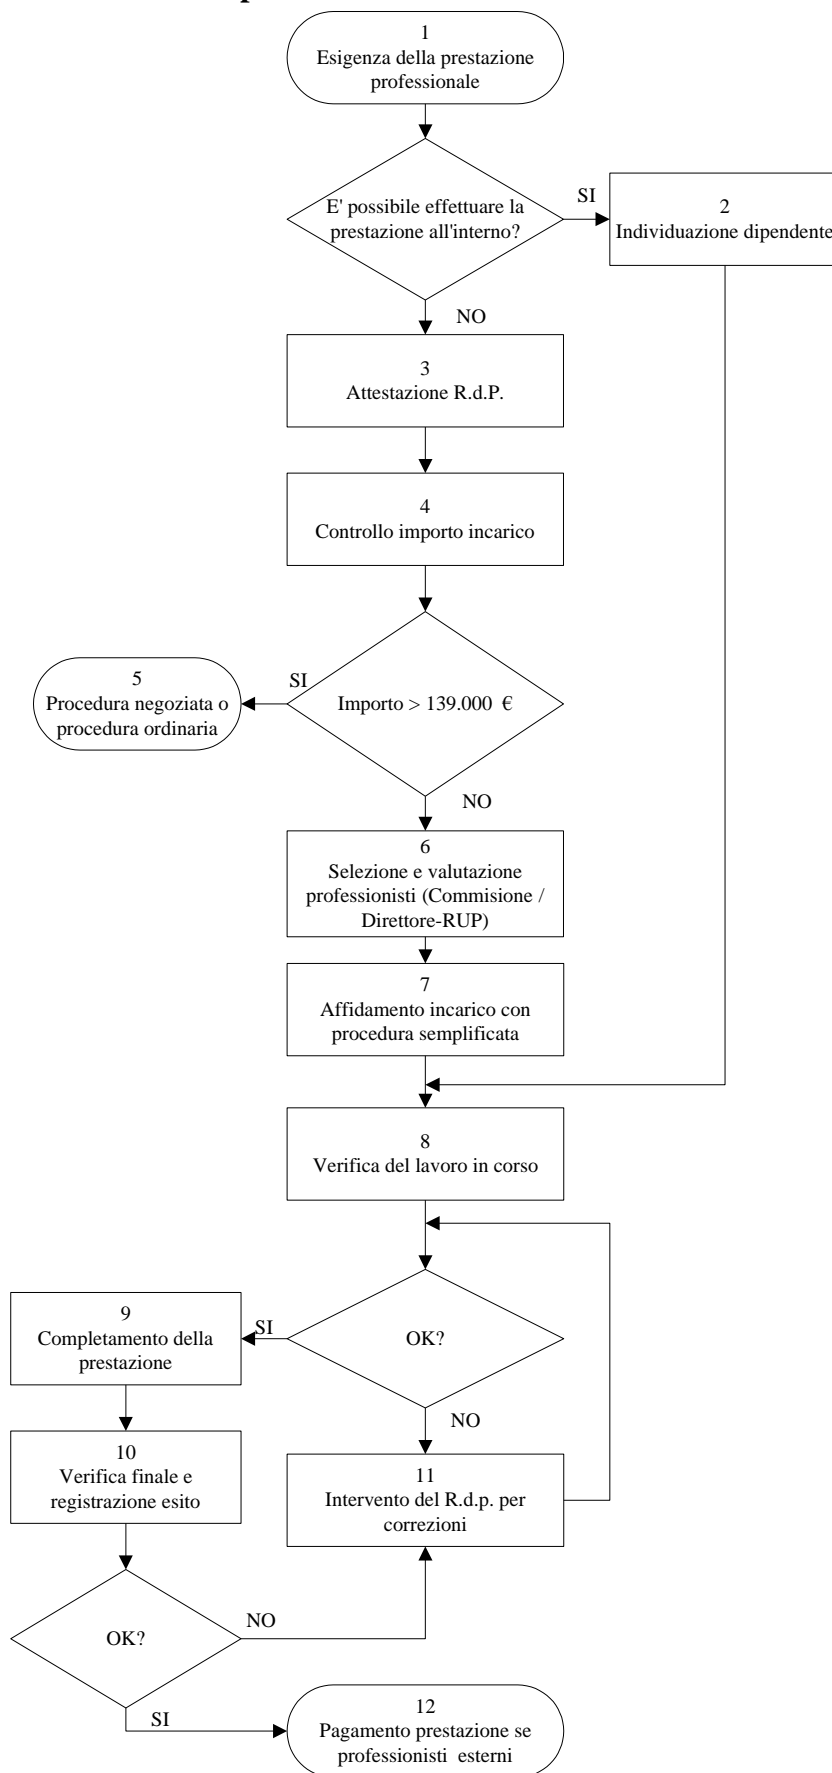 1
Esigenza della prestazione
professionale
E' possibile effettuare la
prestazione all'interno?
SI
2
Individuazione dipendente
NO
3
Attestazione R.d.P.
4
Controllo importo incarico
5
Procedura negoziata o
procedura ordinaria
SI
Importo > 139.000 €
NO
6
Selezione e valutazione
professionisti (Commisione /
Direttore-RUP)
7
Affidamento incarico con
procedura semplificata
8
Verifica del lavoro in corso
9
Completamento della
prestazione
SI
OK?
NO
10
Verifica finale e
registrazione esito
11
Intervento del R.d.p. per
correzioni
OK?
NO
SI
12
Pagamento prestazione se
professionisti esterni